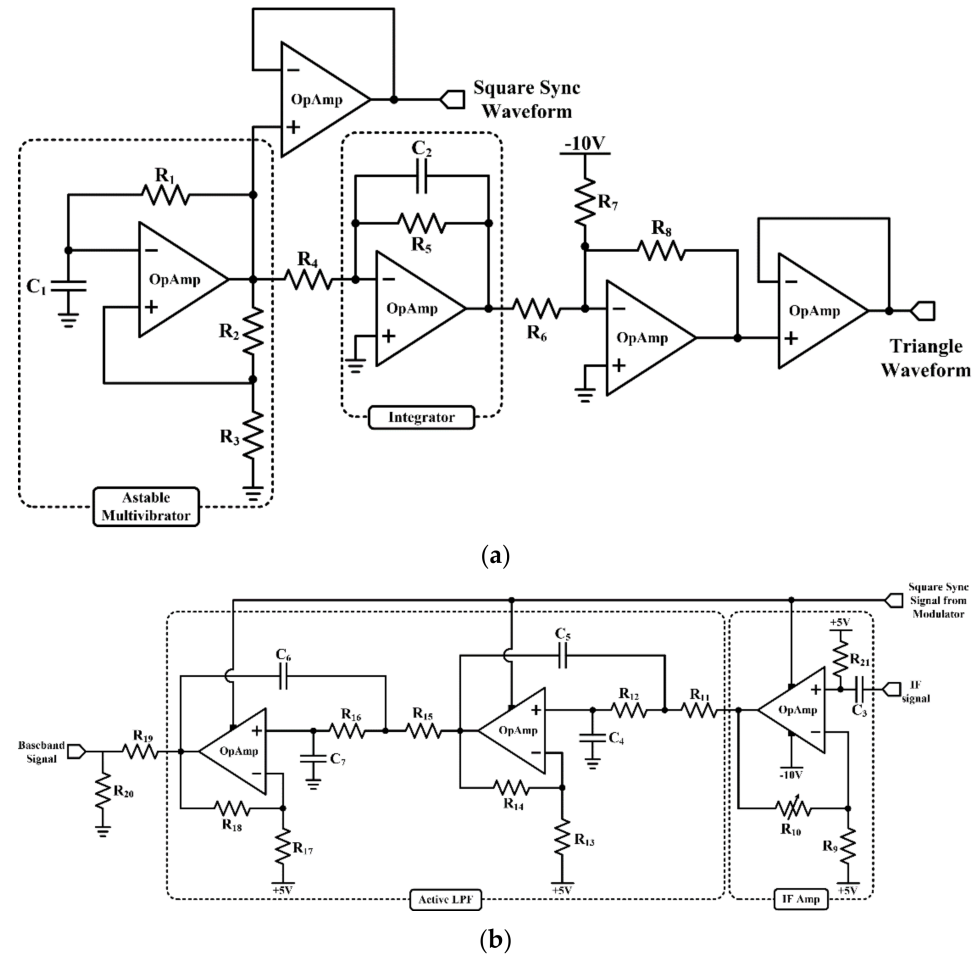 Square Sync
Waveform
OpAmp
C₂
-10V
R₁
R₇
R₅
R₈
R₄
OpAmp
C₁
OpAmp
OpAmp
R₂
R₆
OpAmp
Triangle
Waveform
Integrator
R₃
Astable
Multivibrator
(a)
Square Sync
Signal from
Modulator
+5V
C₅
C₆
R₂₁
IF
signal
R₁₂
R₁₁
C₃
R₁₆
R₁₅
OpAmp
OpAmp
C₄
Baseband
Signal
R₁₉
OpAmp
C₇
-10V
R₂₀
R₁₄
R₁₈
R₁₀
R₁₃
R₉
R₁₇
+5V
+5V
+5V
Active LPF
IF Amp
(b)